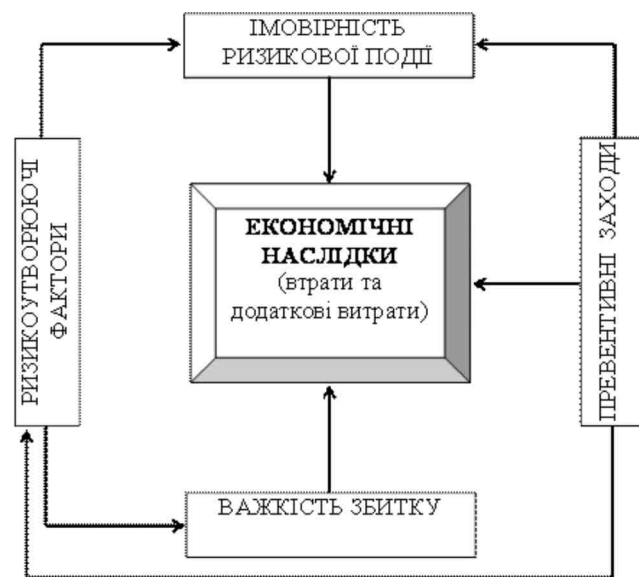 ІМОВІРНІСТЬ
РИЗИКОВОЇ ПОДІЇ
РИЗИКОУТВОРЮЮЧІ
ФАКТОРИ
ЕКОНОМІЧНІ
НАСЛІДКИ
(втрати та
додаткові витрати)
ПРЕВЕНТИВНІ ЗАХОДИ
ВАЖКІСТЬ ЗБИТКУ